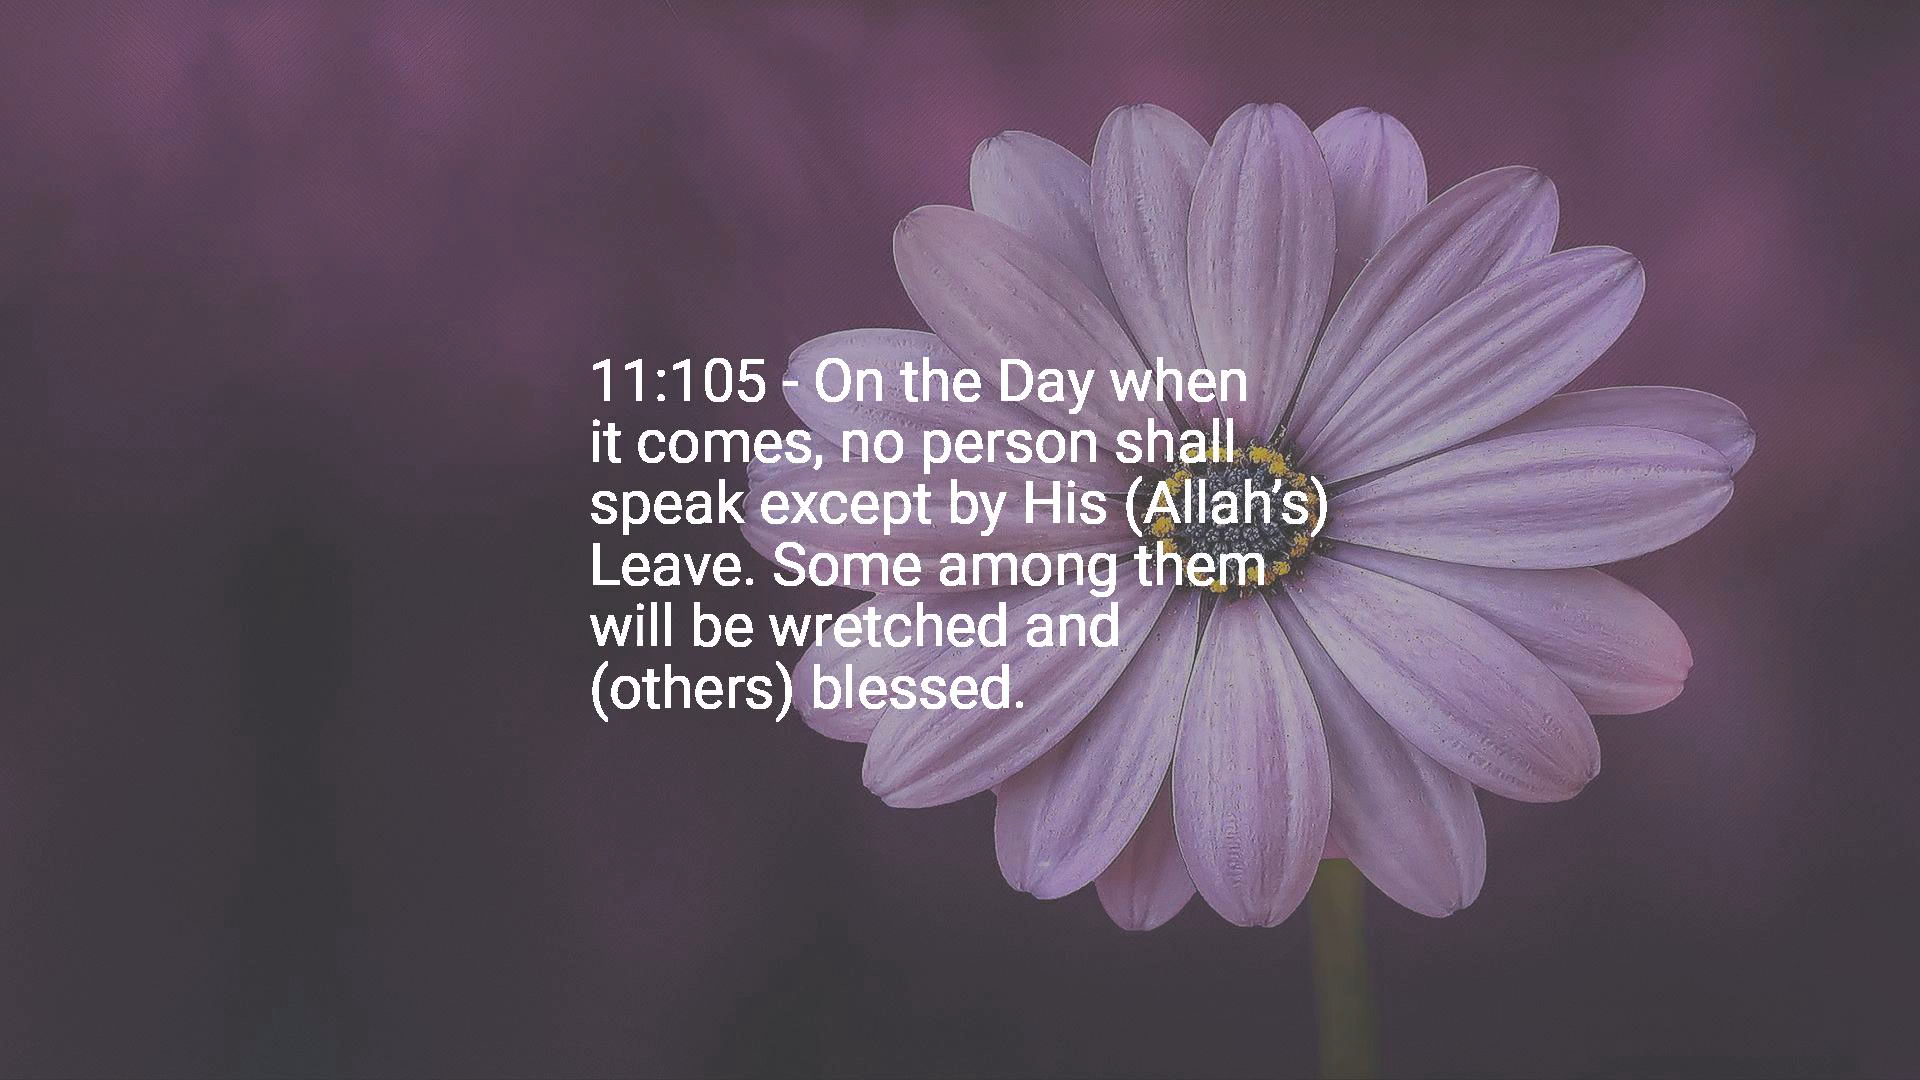 11:105 - On the Day when
it comes, no person shall
speak except by His (Allah’s)
Leave. Some among them
will be wretched and
(others) blessed.